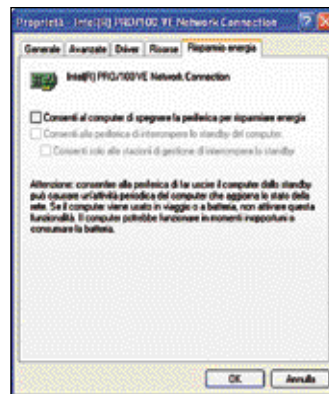 Proprietà - Intel(R) PRO/100 VE Network Connection
Generale Avanzate Driver Risorse Risparmio energia
Intel(R) PRO/100 VE Network Connection
Consenti al computer di spegnere la periferica per risparmiare energia
Consenti alla periferica di interrompere lo standby del computer.
Consenti solo alle stazioni di gestione di interrompere lo standby
Attenzione: consentire alla periferica di far uscire il computer dallo standby
può causare un'attività periodica del computer che aggiorna lo stato della
rete. Se il computer viene usato in viaggio o a batteria, non attivare questa
funzionalità. Il computer potrebbe funzionare in momenti inopportuni o
consumare la batteria.
OK Annulla